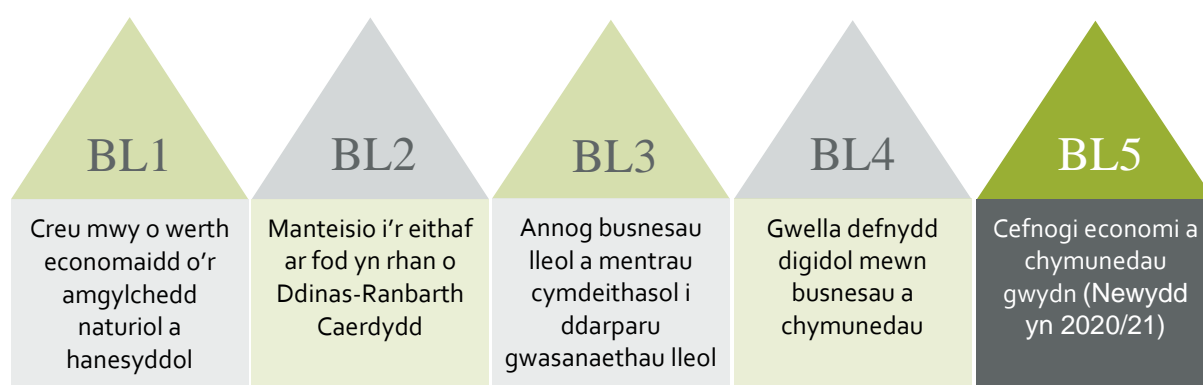 BL1
Creu mwy o werth
economaidd o'r
amgylchedd
naturiol a
hanesyddol
BL2
Manteisio i'r eithaf
ar fod yn rhan o
Ddinas-Ranbarth
Caerdydd
BL3
Annog busnesau
lleol a mentrau
cymdeithasol i
ddarparu
gwasanaethau lleol
BL4
Gwella defnydd
digidol mewn
busnesau a
chymunedau
BL5
Cefnogi economi a
chymunedau
gwydn (Newydd
yn 2020/21)